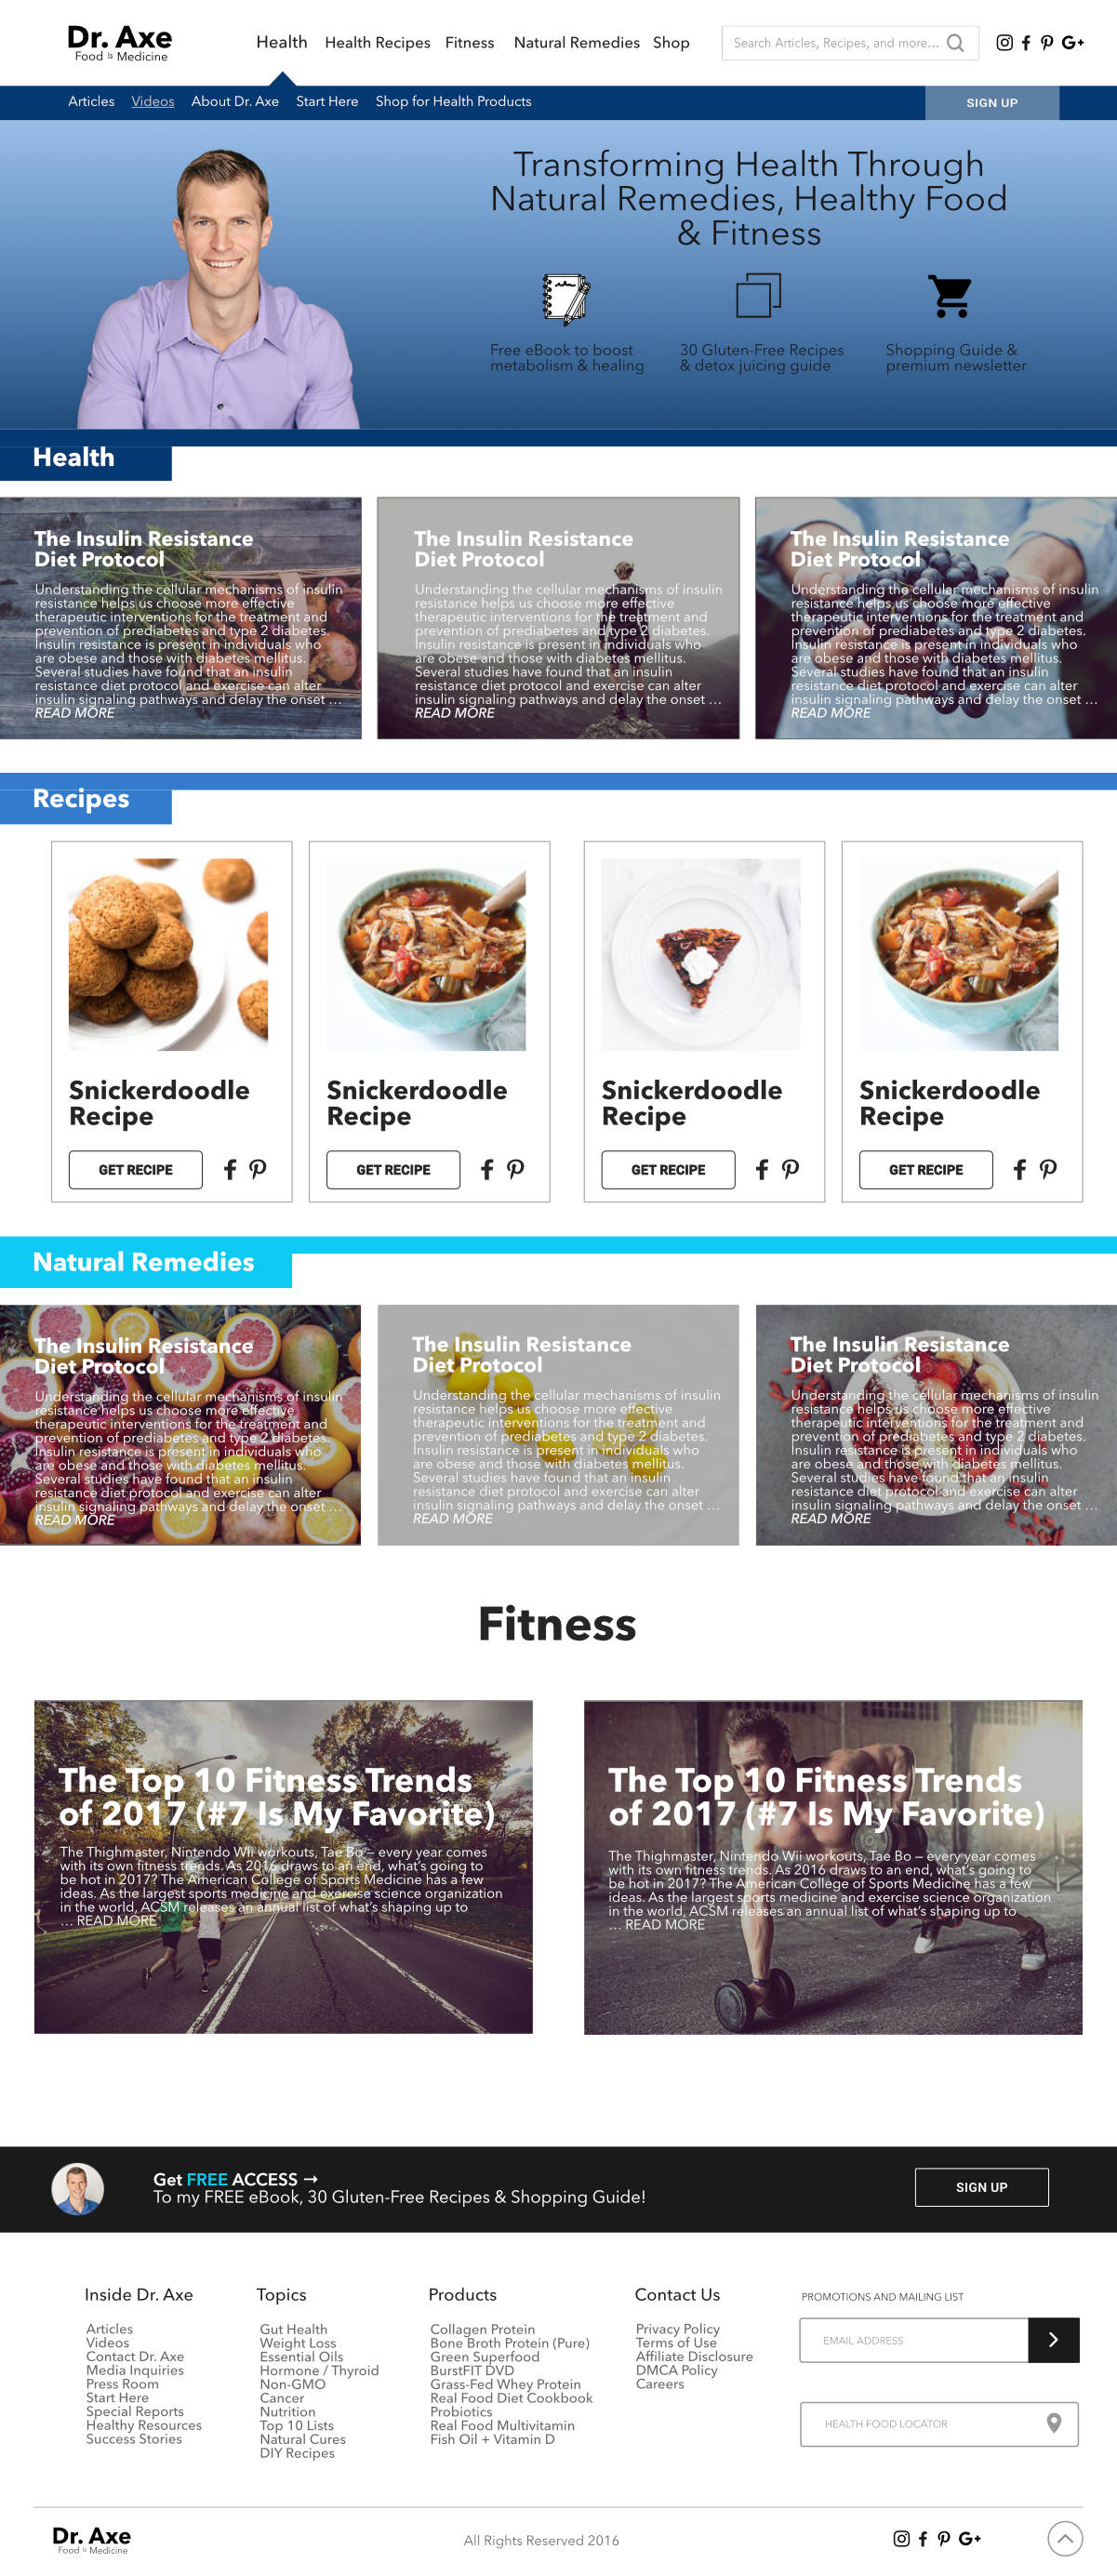 Dr. Axe
Food is Medicine
Health Health Recipes Fitness Natural Remedies Shop
Search Articles, Recipes, and more...
G+
Articles Videos About Dr. Axe Start Here Shop for Health Products
SIGN UP
Transforming Health Through
Natural Remedies, Healthy Food
& Fitness
Free eBook to boost
metabolism & healing
30 Gluten-Free Recipes
& detox juicing guide
Shopping Guide &
premium newsletter
Health
The Insulin Resistance
Diet Protocol
Understanding the cellular mechanisms of insulin
resistance helps us choose more effective
therapeutic interventions for the treatment and
prevention of prediabetes and type 2 diabetes.
Insulin resistance is present in individuals who
are obese and those with diabetes mellitus.
Several studies have found that an insulin
resistance diet protocol and exercise can alter
insulin signaling pathways and delay the onset ...
READ MORE
The Insulin Resistance
Diet Protocol
Understanding the cellular mechanisms of insulin
resistance helps us choose more effective
therapeutic interventions for the treatment and
prevention of prediabetes and type 2 diabetes.
Insulin resistance is present in individuals who
are obese and those with diabetes mellitus.
Several studies have found that an insulin
resistance diet protocol and exercise can alter
insulin signaling pathways and delay the onset ...
READ MORE
The Insulin Resistance
Diet Protocol
Understanding the cellular mechanisms of insulin
resistance helps us choose more effective
therapeutic interventions for the treatment and
prevention of prediabetes and type 2 diabetes.
Insulin resistance is present in individuals who
are obese and those with diabetes mellitus.
Several studies have found that an insulin
resistance diet protocol and exercise can alter
insulin signaling pathways and delay the onset ...
READ MORE
Recipes
Snickerdoodle
Recipe
GET RECIPE
Snickerdoodle
Recipe
GET RECIPE
Snickerdoodle
Recipe
GET RECIPE
Snickerdoodle
Recipe
GET RECIPE
Natural Remedies
The Insulin Resistance
Diet Protocol
Understanding the cellular mechanisms of insulin
resistance helps us choose more effective
therapeutic interventions for the treatment and
prevention of prediabetes and type 2 diabetes.
Insulin resistance is present in individuals who
are obese and those with diabetes mellitus.
Several studies have found that an insulin
resistance diet protocol and exercise can alter
insulin signaling pathways and delay the onset ...
READ MORE
The Insulin Resistance
Diet Protocol
Understanding the cellular mechanisms of insulin
resistance helps us choose more effective
therapeutic interventions for the treatment and
prevention of prediabetes and type 2 diabetes.
Insulin resistance is present in individuals who
are obese and those with diabetes mellitus.
Several studies have found that an insulin
resistance diet protocol and exercise can alter
insulin signaling pathways and delay the onset ...
READ MORE
The Insulin Resistance
Diet Protocol
Understanding the cellular mechanisms of insulin
resistance helps us choose more effective
therapeutic interventions for the treatment and
prevention of prediabetes and type 2 diabetes.
Insulin resistance is present in individuals who
are obese and those with diabetes mellitus.
Several studies have found that an insulin
resistance diet protocol and exercise can alter
insulin signaling pathways and delay the onset ...
READ MORE
Fitness
The Top 10 Fitness Trends
of 2017 (#7 Is My Favorite)
The Thighmaster, Nintendo Wii workouts, Tae Bo – every year comes
with its own fitness trends. As 2016 draws to an end, what's going to
be hot in 2017? The American College of Sports Medicine has a few
ideas. As the largest sports medicine and exercise science organization
in the world, ACSM releases an annual list of what's shaping up to
... READ MORE
The Top 10 Fitness Trends
of 2017 (#7 Is My Favorite)
The Thighmaster, Nintendo Wii workouts, Tae Bo – every year comes
with its own fitness trends. As 2016 draws to an end, what's going to
be hot in 2017? The American College of Sports Medicine has a few
ideas. As the largest sports medicine and exercise science organization
in the world, ACSM releases an annual list of what's shaping up to
... READ MORE
Get FREE ACCESS →
To my FREE eBook, 30 Gluten-Free Recipes & Shopping Guide!
SIGN UP
Inside Dr. Axe
Articles
Videos
Contact Dr. Axe
Media Inquiries
Press Room
Start Here
Special Reports
Healthy Resources
Success Stories
Topics
Gut Health
Weight Loss
Essential Oils
Hormone / Thyroid
Non-GMO
Cancer
Nutrition
Top 10 Lists
Natural Cures
DIY Recipes
Products
Collagen Protein
Bone Broth Protein (Pure)
Green Superfood
BurstFIT DVD
Grass-Fed Whey Protein
Real Food Diet Cookbook
Probiotics
Real Food Multivitamin
Fish Oil + Vitamin D
Contact Us
Privacy Policy
Terms of Use
Affiliate Disclosure
DMCA Policy
Careers
PROMOTIONS AND MAILING LIST
EMAIL ADDRESS
HEALTH FOOD LOCATOR
Dr. Axe
Food is Medicine
All Rights Reserved 2016
G+